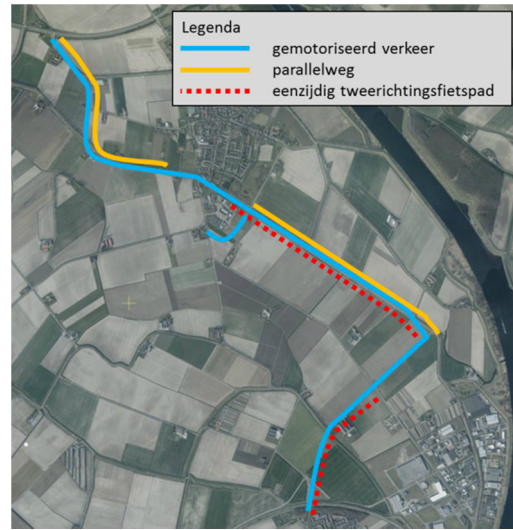 Legenda
gemotoriseerd verkeer
parallelweg
eenzijdig tweerichtingsfietspad